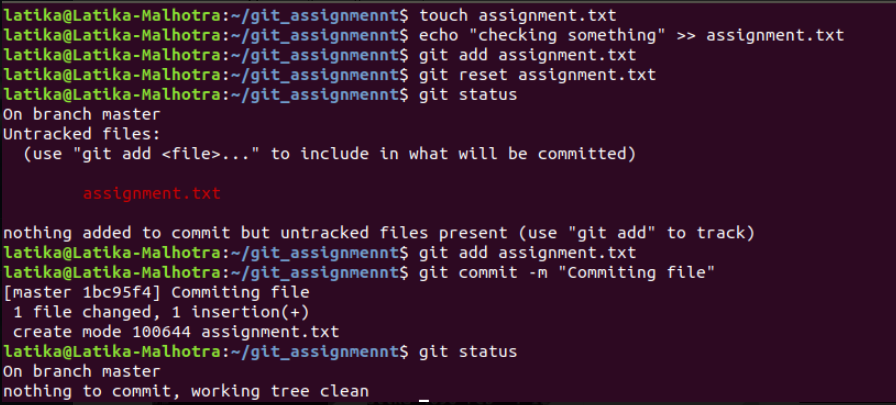 latika@Latika-Malhotra:~/git_assignmennt$ touch assignment.txt
latika@Latika-Malhotra:~/git_assignmennt$ echo "checking something" >> assignment.txt
latika@Latika-Malhotra:~/git_assignmennt$ git add assignment.txt
latika@Latika-Malhotra:~/git_assignmennt$ git reset assignment.txt
latika@Latika-Malhotra:~/git_assignmennt$ git status
On branch master
Untracked files:
  (use "git add <file>..." to include in what will be committed)
        assignment.txt
nothing added to commit but untracked files present (use "git add" to track)
latika@Latika-Malhotra:~/git_assignmennt$ git add assignment.txt
latika@Latika-Malhotra:~/git_assignmennt$ git commit -m "Commiting file"
[master 1bc95f4] Commiting file
 1 file changed, 1 insertion(+)
 create mode 100644 assignment.txt
latika@Latika-Malhotra:~/git_assignmennt$ git status
On branch master
nothing to commit, working tree clean